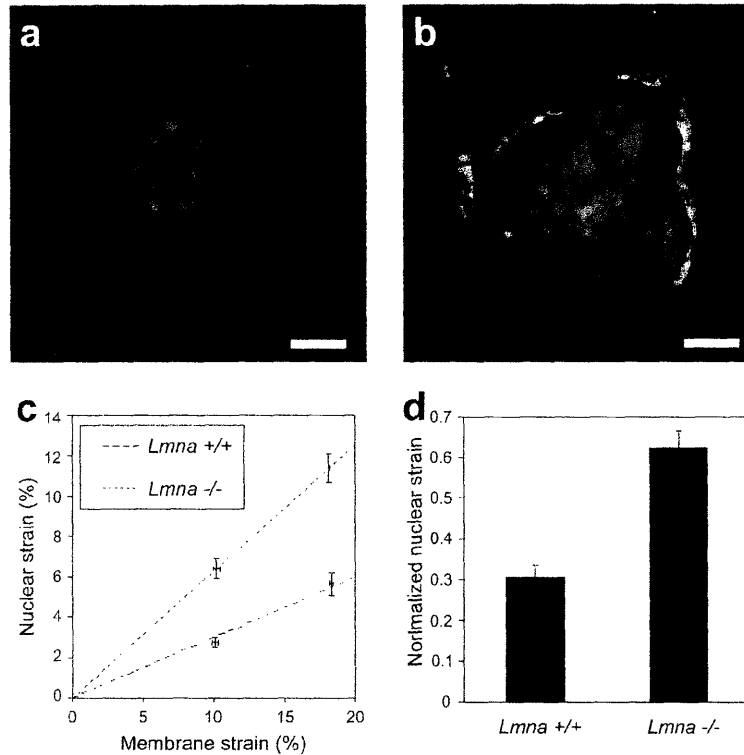 a
b
c
14
12
10
8
6
4
2
0
Nuclear strain (%)
Lmna +/+
Lmna -/-
0 5 10 15 20
Membrane strain (%)
d
0.7
0.6
0.5
0.4
0.3
0.2
0.1
0
Norlmatized nuclear strain
Lmna +/+ Lmna -/-